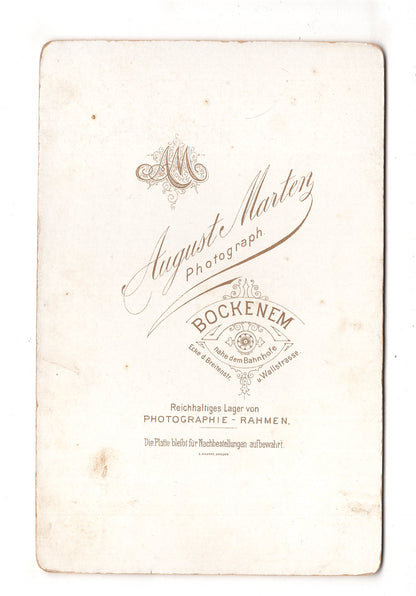 AM
August Marten
Photograph.
BOCKENEM
nahe dem Bahnhofe
Ecke d. Breitenstr. u. Wallstrasse.
Reichhaltiges Lager von
PHOTOGRAPHIE - RAHMEN.
Die Platte bleibt für Nachbestellungen aufbewahrt.